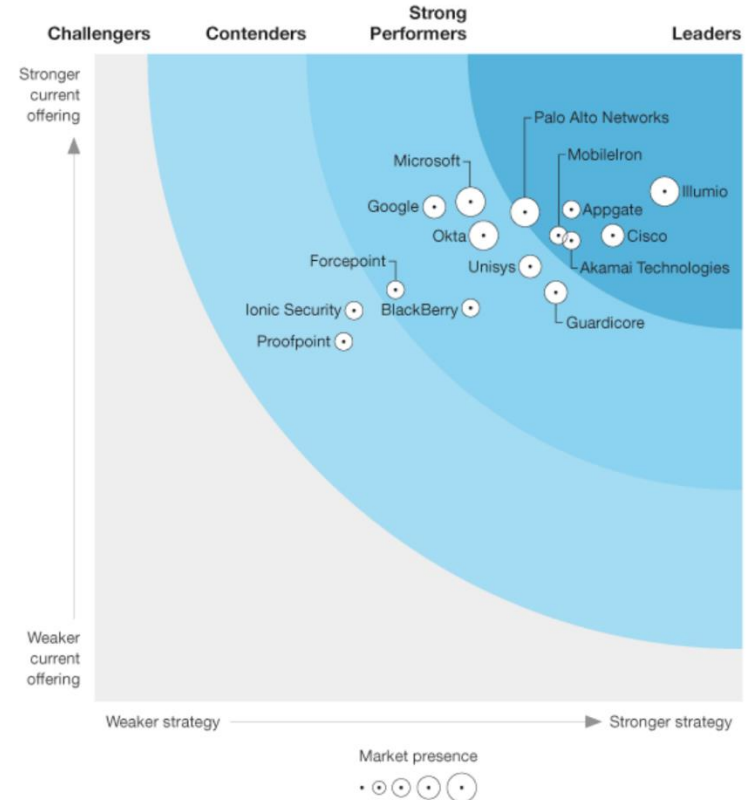 Challengers
Contenders
Strong
Performers
Leaders
Stronger
current
offering
Palo Alto Networks
MobileIron
Microsoft
Illumio
Google
Appgate
Okta
Cisco
Forcepoint
Unisys
Akamai Technologies
Ionic Security
BlackBerry
Guardicore
Proofpoint
Weaker
current
offering
Weaker strategy
Stronger strategy
Market presence